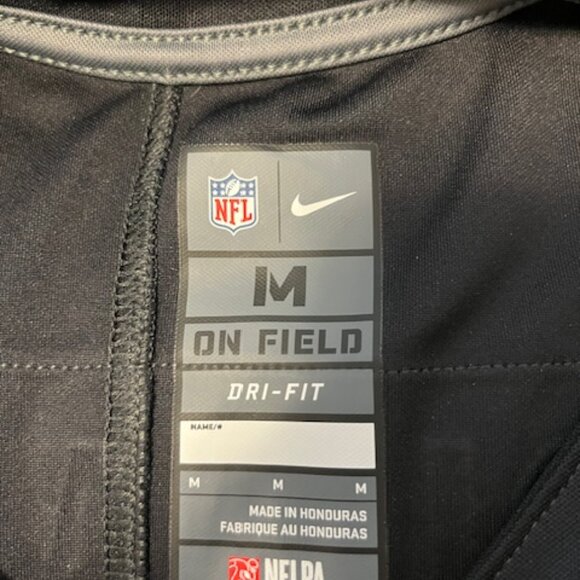 NFL
M
ON FIELD
DRI-FIT
NAME/#
M M M
MADE IN HONDURAS
FABRIQUE AU HONDURAS
NFLPA